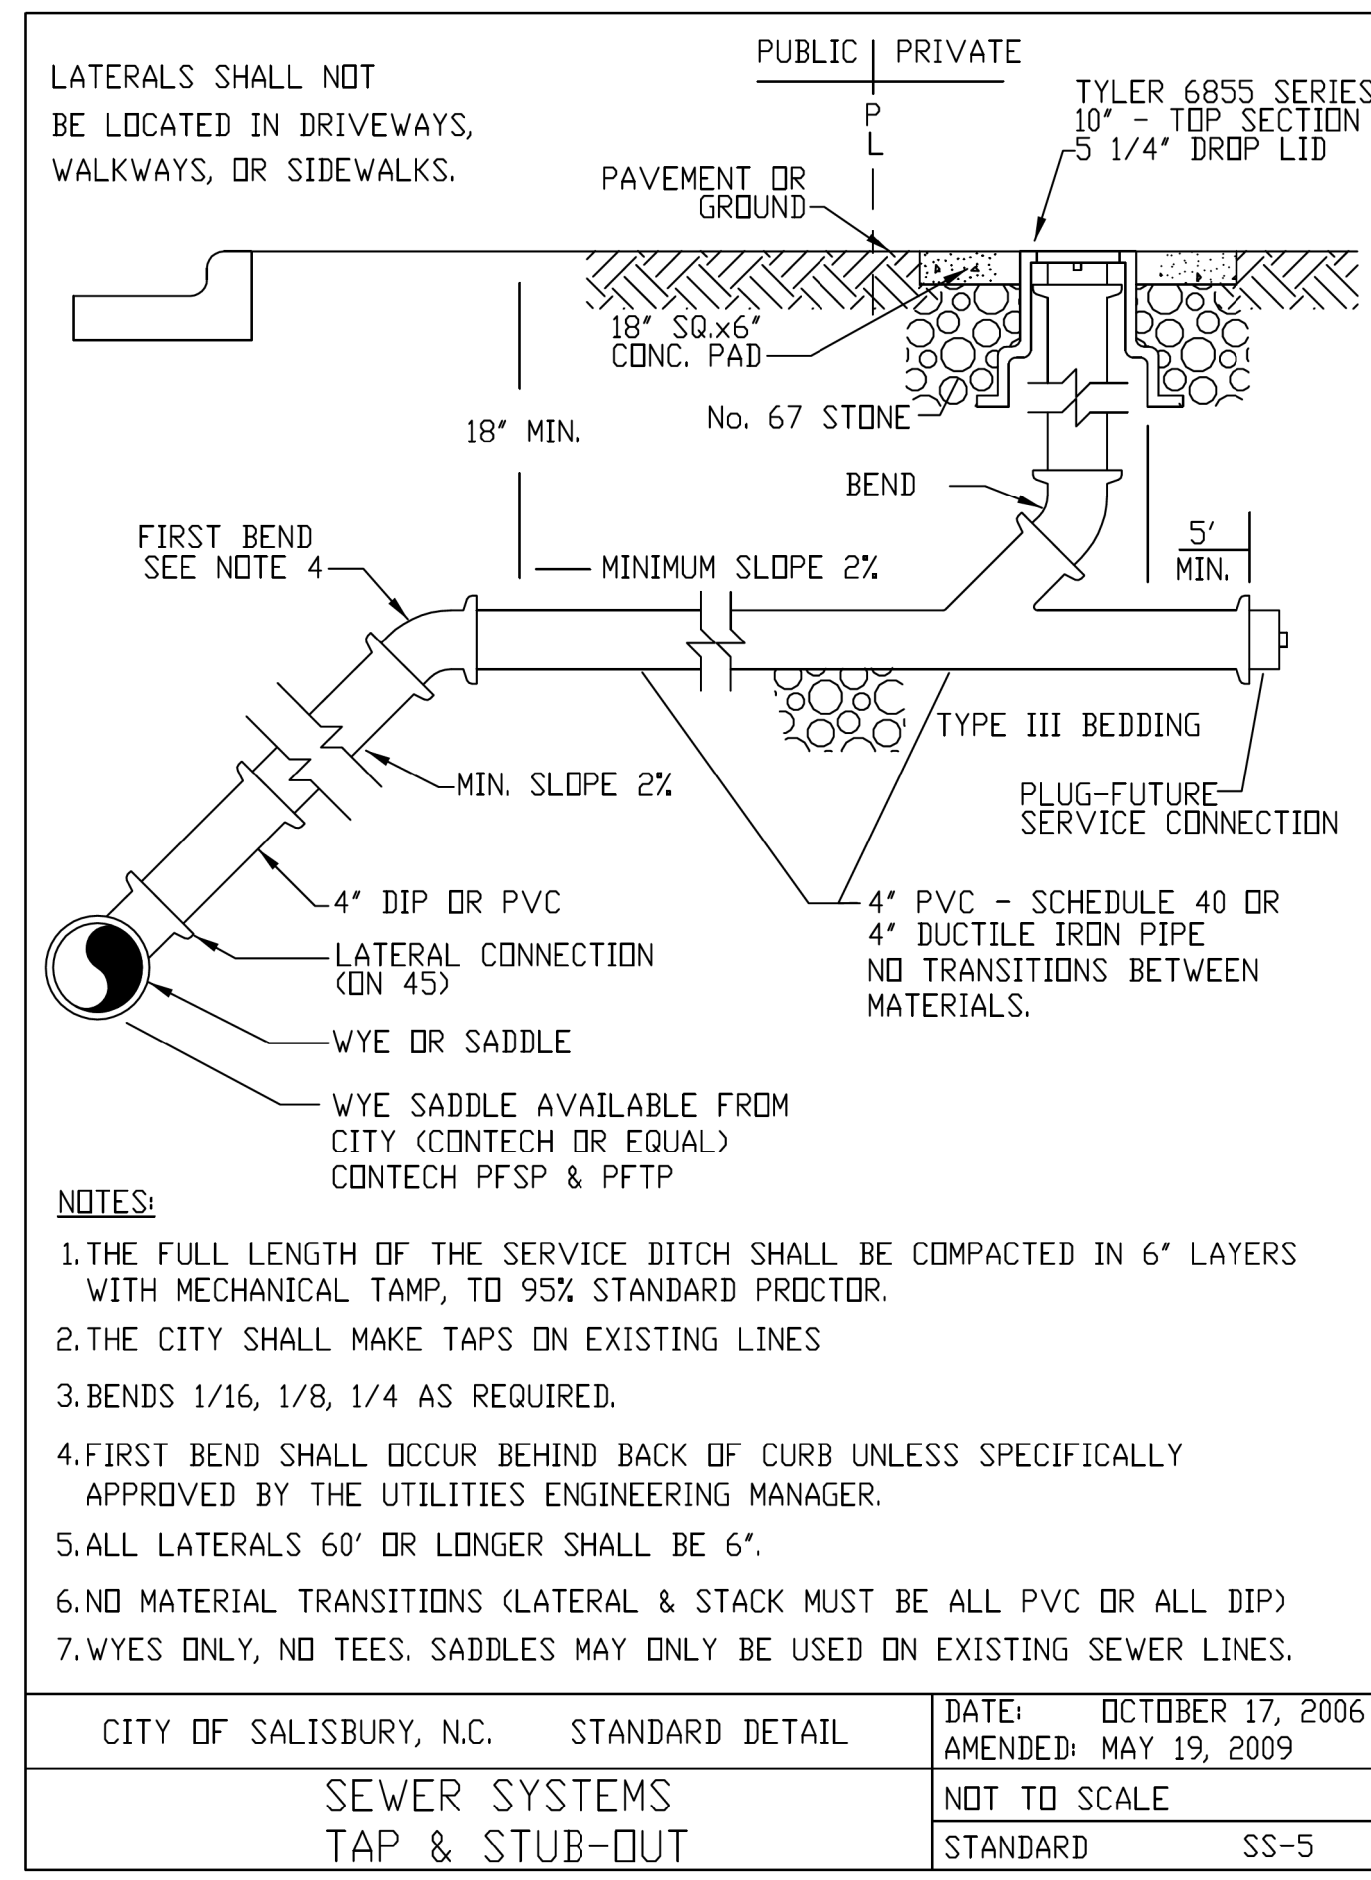 LATERALS SHALL NOT
BE LOCATED IN DRIVEWAYS,
WALKWAYS, OR SIDEWALKS.
PUBLIC | PRIVATE
P
L
TYLER 6855 SERIES
10" - TOP SECTION
5 1/4" DROP LID
PAVEMENT OR
GROUND
18" SQ.x6"
CONC. PAD
No. 67 STONE
18" MIN.
BEND
5'
MIN.
FIRST BEND
SEE NOTE 4
MINIMUM SLOPE 2%
TYPE III BEDDING
MIN. SLOPE 2%
PLUG-FUTURE
SERVICE CONNECTION
4" DIP OR PVC
4" PVC - SCHEDULE 40 OR
4" DUCTILE IRON PIPE
NO TRANSITIONS BETWEEN
MATERIALS.
LATERAL CONNECTION
(ON 45)
WYE OR SADDLE
WYE SADDLE AVAILABLE FROM
CITY (CONTECH OR EQUAL)
CONTECH PFSP & PFTP
NOTES:
1. THE FULL LENGTH OF THE SERVICE DITCH SHALL BE COMPACTED IN 6" LAYERS
WITH MECHANICAL TAMP, TO 95% STANDARD PROCTOR.
2. THE CITY SHALL MAKE TAPS ON EXISTING LINES
3. BENDS 1/16, 1/8, 1/4 AS REQUIRED.
4. FIRST BEND SHALL OCCUR BEHIND BACK OF CURB UNLESS SPECIFICALLY
APPROVED BY THE UTILITIES ENGINEERING MANAGER.
5. ALL LATERALS 60' OR LONGER SHALL BE 6".
6. NO MATERIAL TRANSITIONS (LATERAL & STACK MUST BE ALL PVC OR ALL DIP)
7. WYES ONLY, NO TEES. SADDLES MAY ONLY BE USED ON EXISTING SEWER LINES.
CITY OF SALISBURY, N.C. STANDARD DETAIL
DATE: OCTOBER 17, 2006
AMENDED: MAY 19, 2009
SEWER SYSTEMS
TAP & STUB-OUT
NOT TO SCALE
STANDARD SS-5